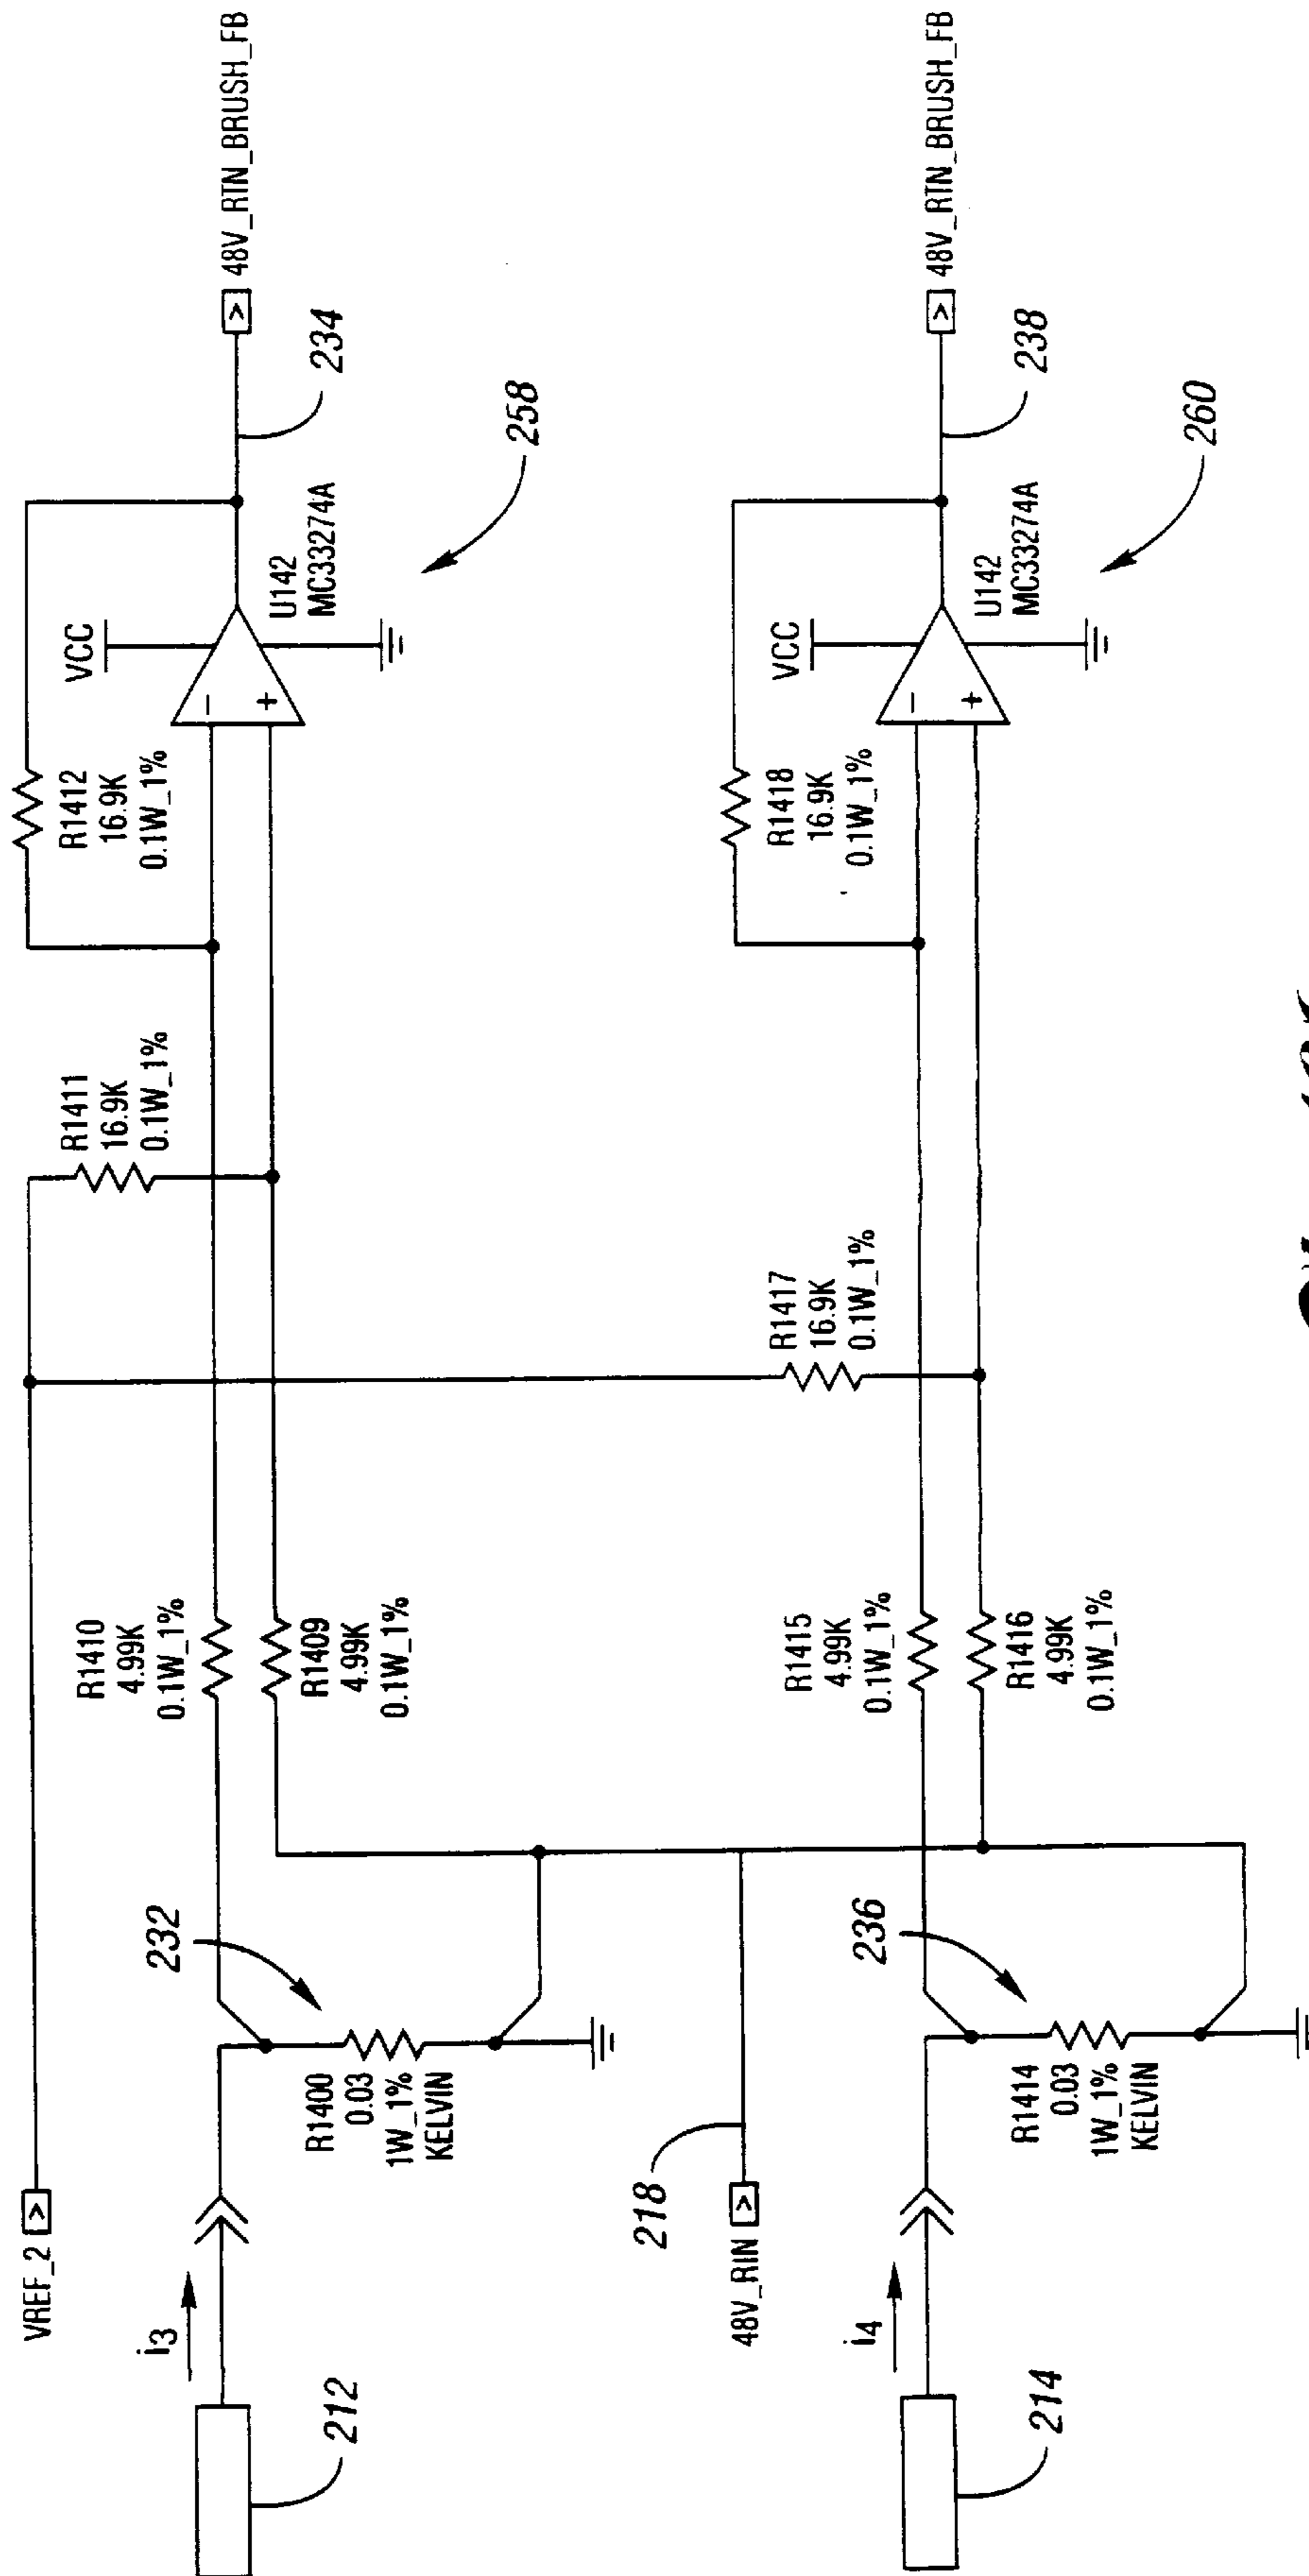 VREF_2
i3
212
R1400
0.03
1W_1%
KELVIN
232
R1410
4.99K
0.1W_1%
R1409
4.99K
0.1W_1%
R1411
16.9K
0.1W_1%
R1412
16.9K
0.1W_1%
VCC
-
+
U142
MC33274A
258
234
48V_RTN_BRUSH_FB
218
48V_RIN
i4
214
R1414
0.03
1W_1%
KELVIN
236
R1415
4.99K
0.1W_1%
R1416
4.99K
0.1W_1%
R1417
16.9K
0.1W_1%
R1418
16.9K
0.1W_1%
VCC
-
+
U142
MC33274A
260
238
48V_RTN_BRUSH_FB